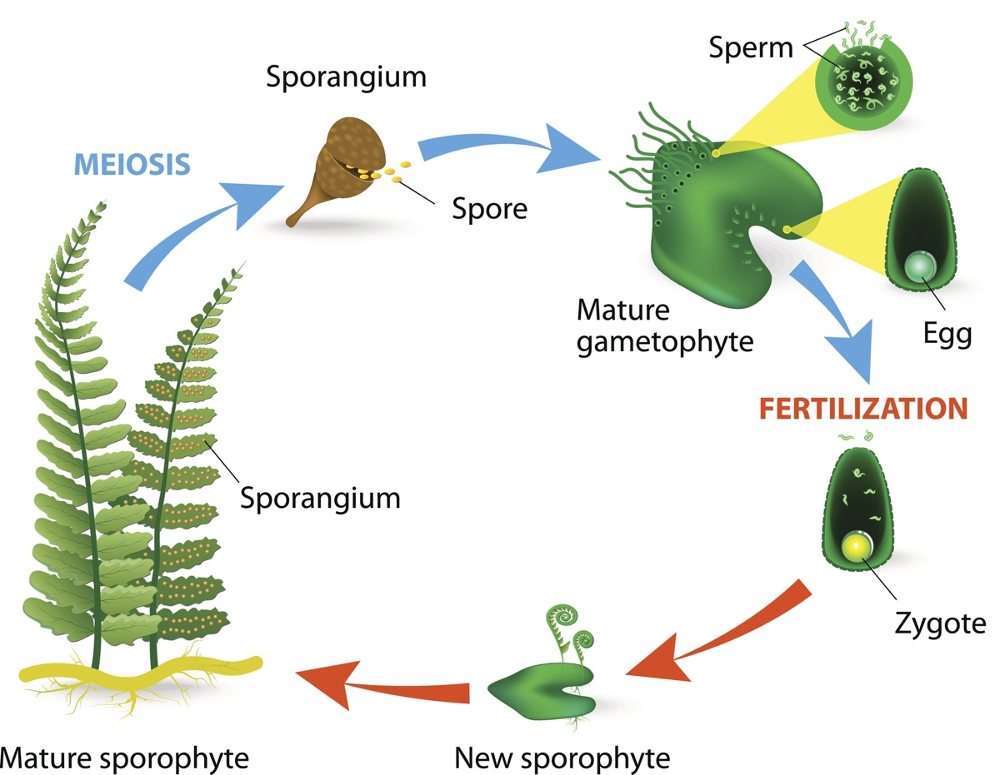 Sperm
Sporangium
MEIOSIS
Spore
Mature
gametophyte
Egg
FERTILIZATION
Sporangium
Zygote
Mature sporophyte
New sporophyte